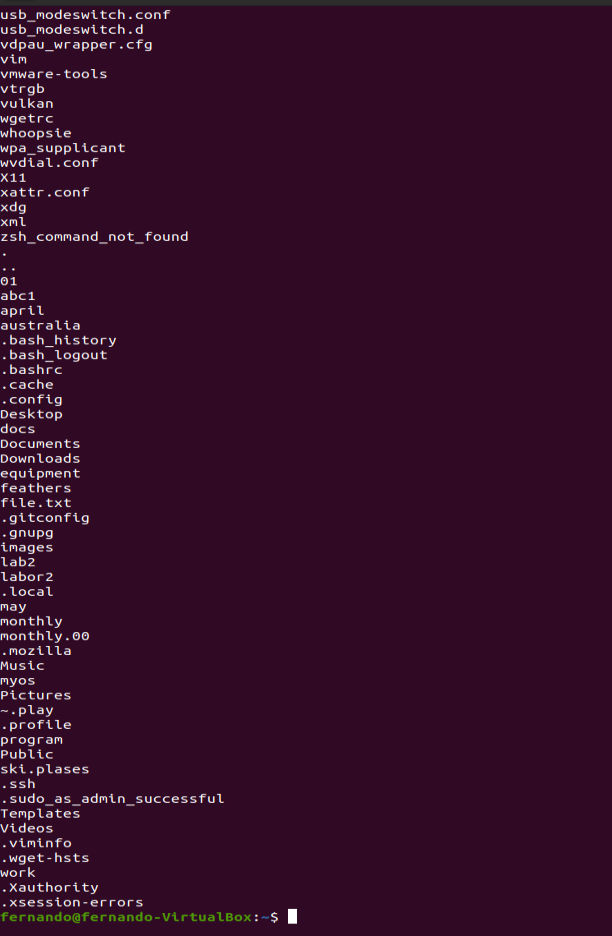 usb_modeswitch.conf
usb_modeswitch.d
vdpau_wrapper.cfg
vim
vmware-tools
vtrgb
vulkan
wgetrc
whoopsie
wpa_supplicant
wvdial.conf
X11
xattr.conf
xdg
xml
zsh_command_not_found
.
..
01
abc1
april
australia
.bash_history
.bash_logout
.bashrc
.cache
.config
Desktop
docs
Documents
Downloads
equipment
feathers
file.txt
.gitconfig
.gnupg
images
lab2
labor2
.local
may
monthly
monthly.00
.mozilla
Music
myos
Pictures
~.play
.profile
program
Public
ski.plases
.ssh
.sudo_as_admin_successful
Templates
Videos
.viminfo
.wget-hsts
work
.Xauthority
.xsession-errors
fernando@fernando-VirtualBox:~$